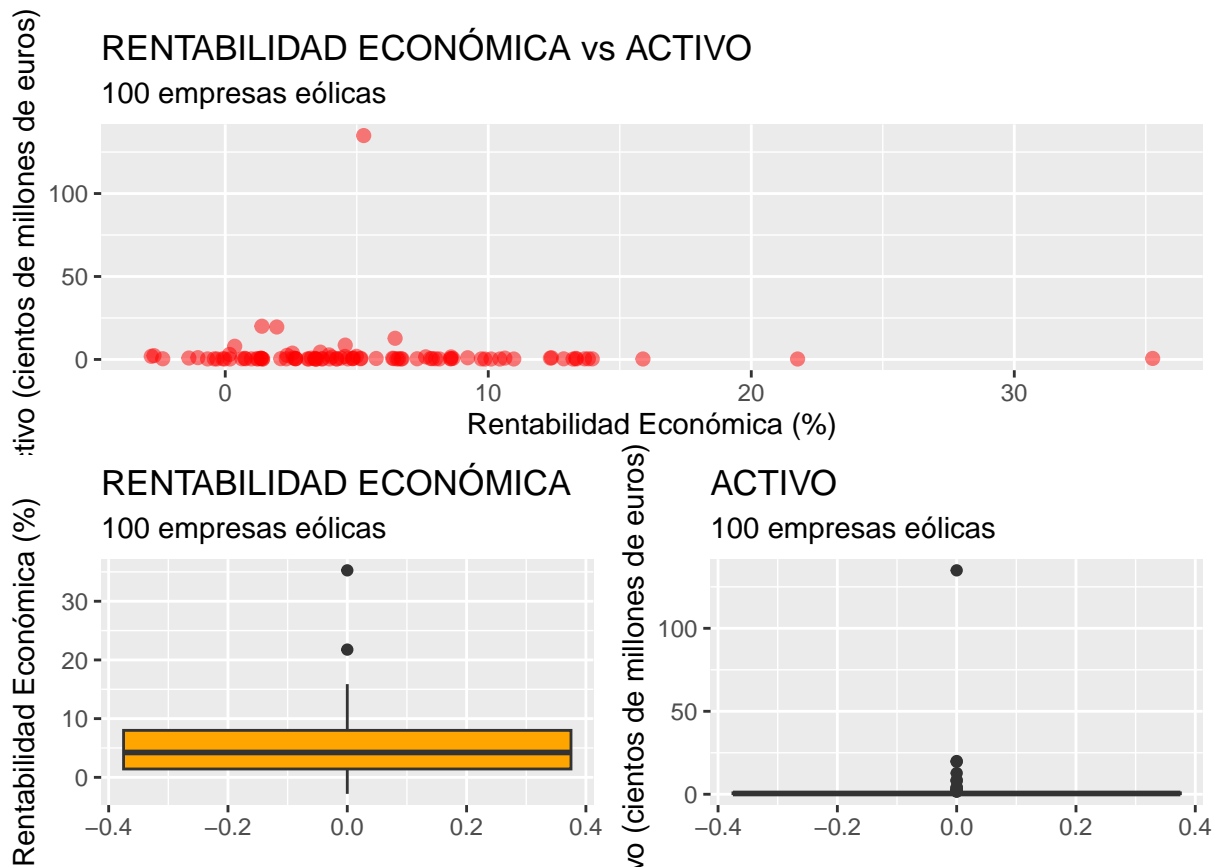 RENTABILIDAD ECONÓMICA vs ACTIVO
100 empresas eólicas
tivo (cientos de millones de euros)
100
50
0
0 10 20 30
Rentabilidad Económica (%)
RENTABILIDAD ECONÓMICA
100 empresas eólicas
Rentabilidad Económica (%)
30
20
10
0
−0.4 −0.2 0.0 0.2 0.4
ACTIVO
100 empresas eólicas
vo (cientos de millones de euros)
100
50
0
−0.4 −0.2 0.0 0.2 0.4